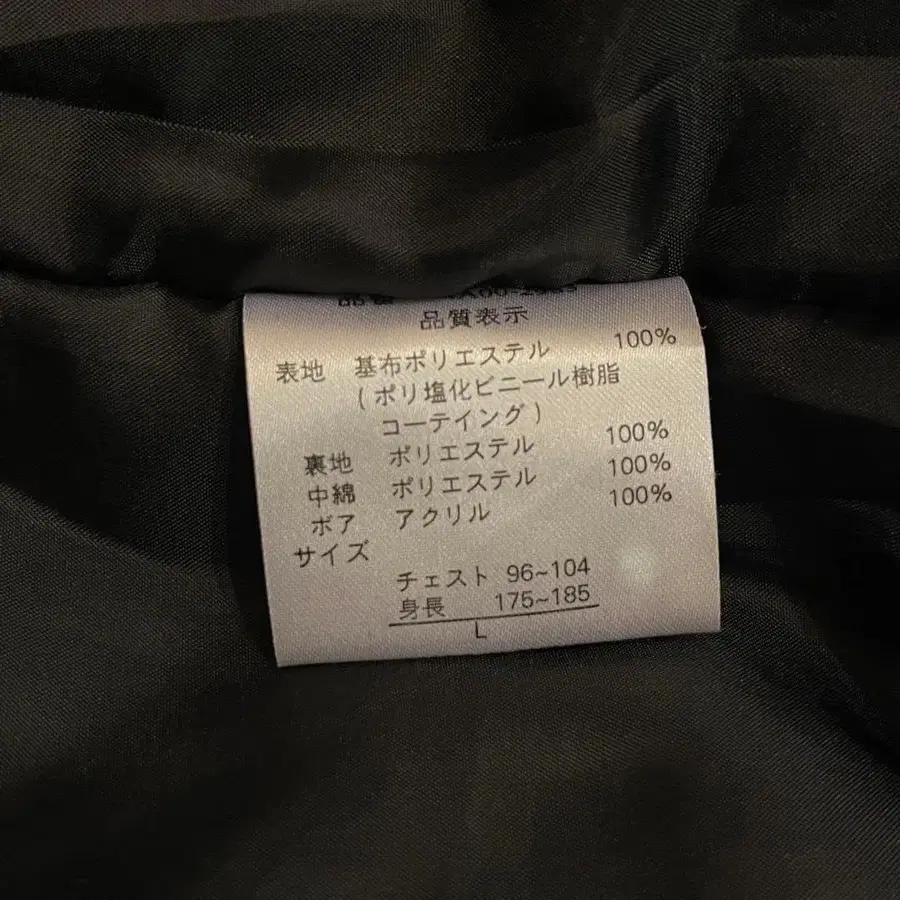 品質表示
表地 基布ポリエステル 100%
(ポリ塩化ビニール樹脂
コーテイング)
裏地 ポリエステル 100%
中綿 ポリエステル 100%
ボア アクリル 100%
サイズ
チェスト 96~104
身長 175~185
L